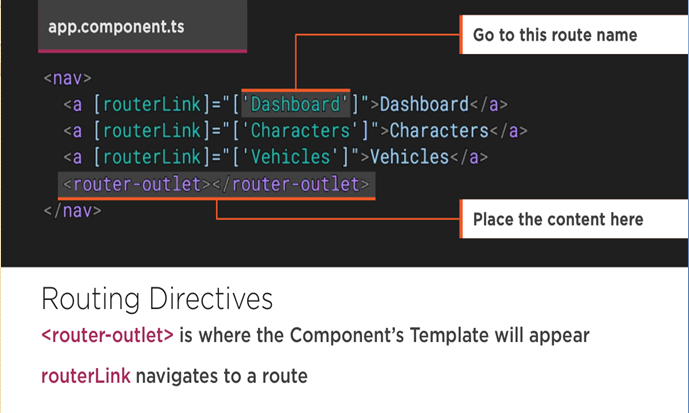 app.component.ts
Go to this route name
<nav>
<a [routerLink]="['Dashboard']">Dashboard</a>
<a [routerLink]="['Characters']">Characters</a>
<a [routerLink]="['Vehicles']">Vehicles</a>
<router-outlet></router-outlet>
</nav>
Place the content here
Routing Directives
<router-outlet> is where the Component’s Template will appear
routerLink navigates to a route